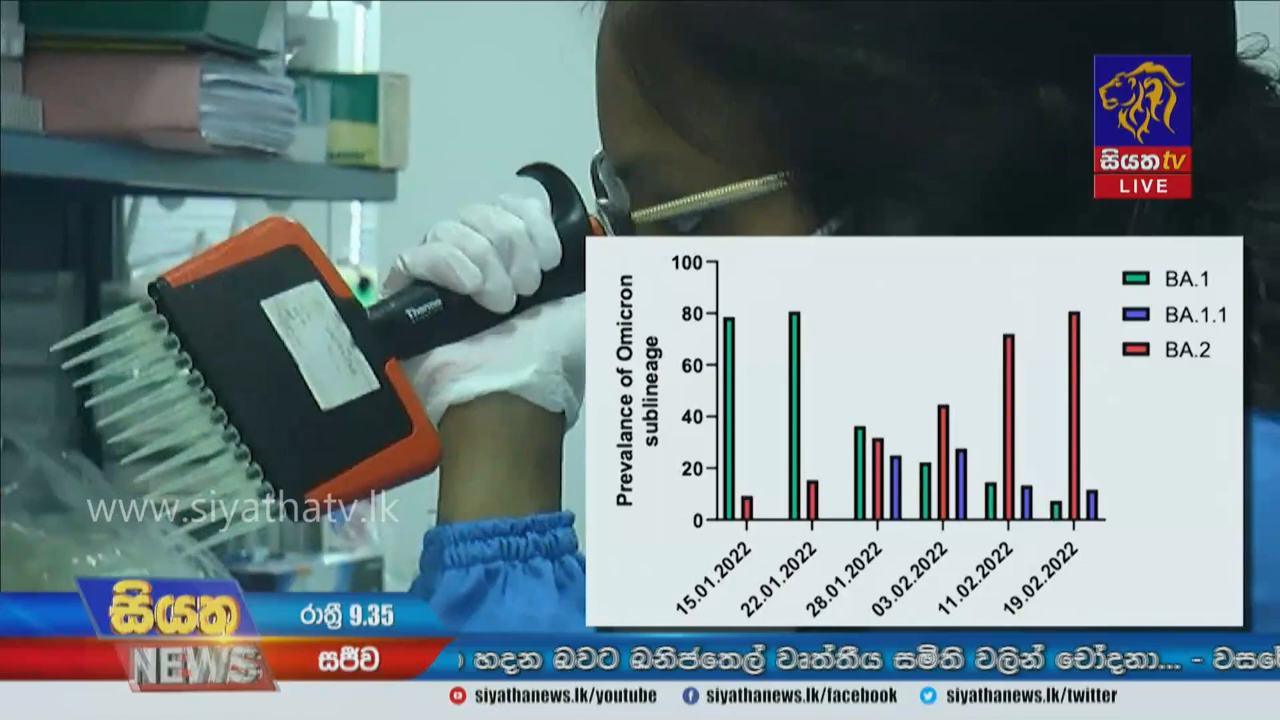 සියත tv
LIVE
Prevalance of Omicron
sublineage
100
80
60
40
20
0
15.01.2022
22.01.2022
28.01.2022
03.02.2022
11.02.2022
19.02.2022
BA.1
BA.1.1
BA.2
Thermo
www.siyathatv.lk
සියත
NEWS
රාත්‍රී 9.35
සජීව
හදන බවට ඛනිජතෙල් වෘත්තීය සමිති වලින් චෝදනා... -
siyathanews.lk/youtube
siyathanews.lk/facebook
siyathanews.lk/twitter